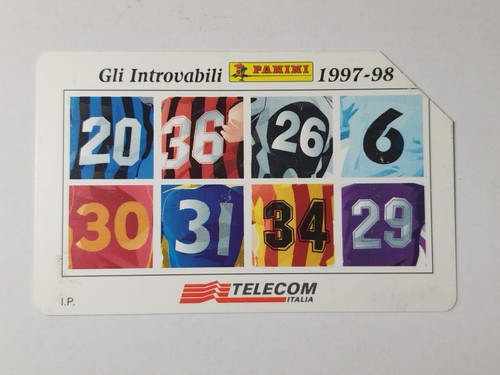 Gli Introvabili PANINI 1997-98
20 36 26 6
30 31 34 29
TELECOM
ITALIA
I.P.